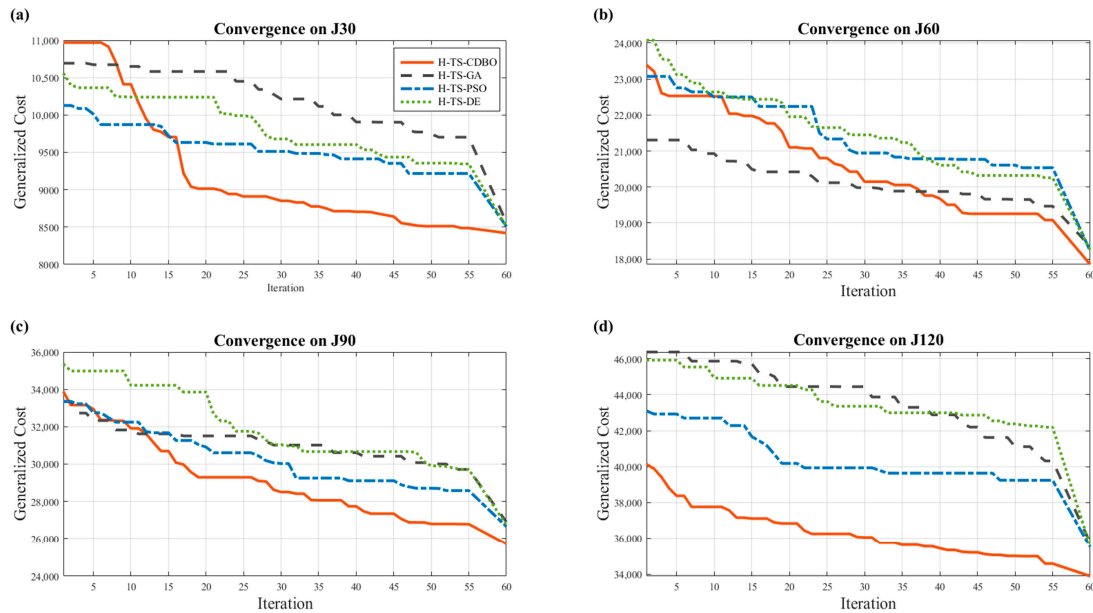 (a)
Convergence on J30
11,000
10,500
10,000
9500
9000
8500
8000
Generalized Cost
5 10 15 20 25 30 35 40 45 50 55 60
Iteration
H-TS-CDBO
H-TS-GA
H-TS-PSO
H-TS-DE
(b)
Convergence on J60
24,000
23,000
22,000
21,000
20,000
19,000
18,000
Generalized Cost
5 10 15 20 25 30 35 40 45 50 55 60
Iteration
(c)
Convergence on J90
36,000
34,000
32,000
30,000
28,000
26,000
24,000
Generalized Cost
5 10 15 20 25 30 35 40 45 50 55 60
Iteration
(d)
Convergence on J120
46,000
44,000
42,000
40,000
38,000
36,000
34,000
Generalized Cost
5 10 15 20 25 30 35 40 45 50 55 60
Iteration